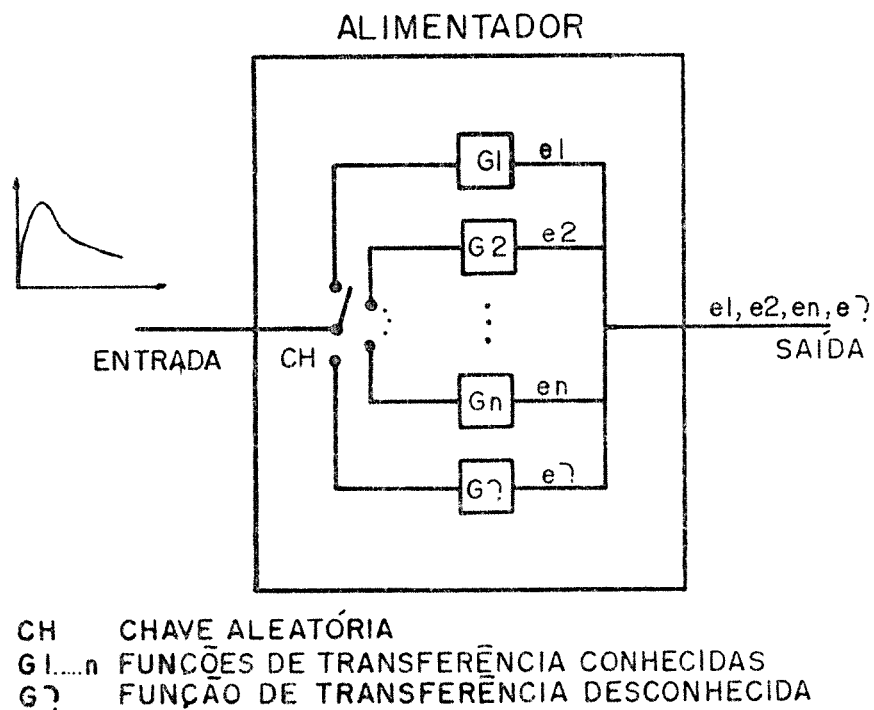 ALIMENTADOR
G1 e1
G2 e2
e1, e2, en, e?
ENTRADA
CH
SAÍDA
Gn en
G? e?
CH CHAVE ALEATÓRIA
G1.....n FUNCÕES DE TRANSFERÊNCIA CONHECIDAS
G? FUNÇÃO DE TRANSFERÊNCIA DESCONHECIDA